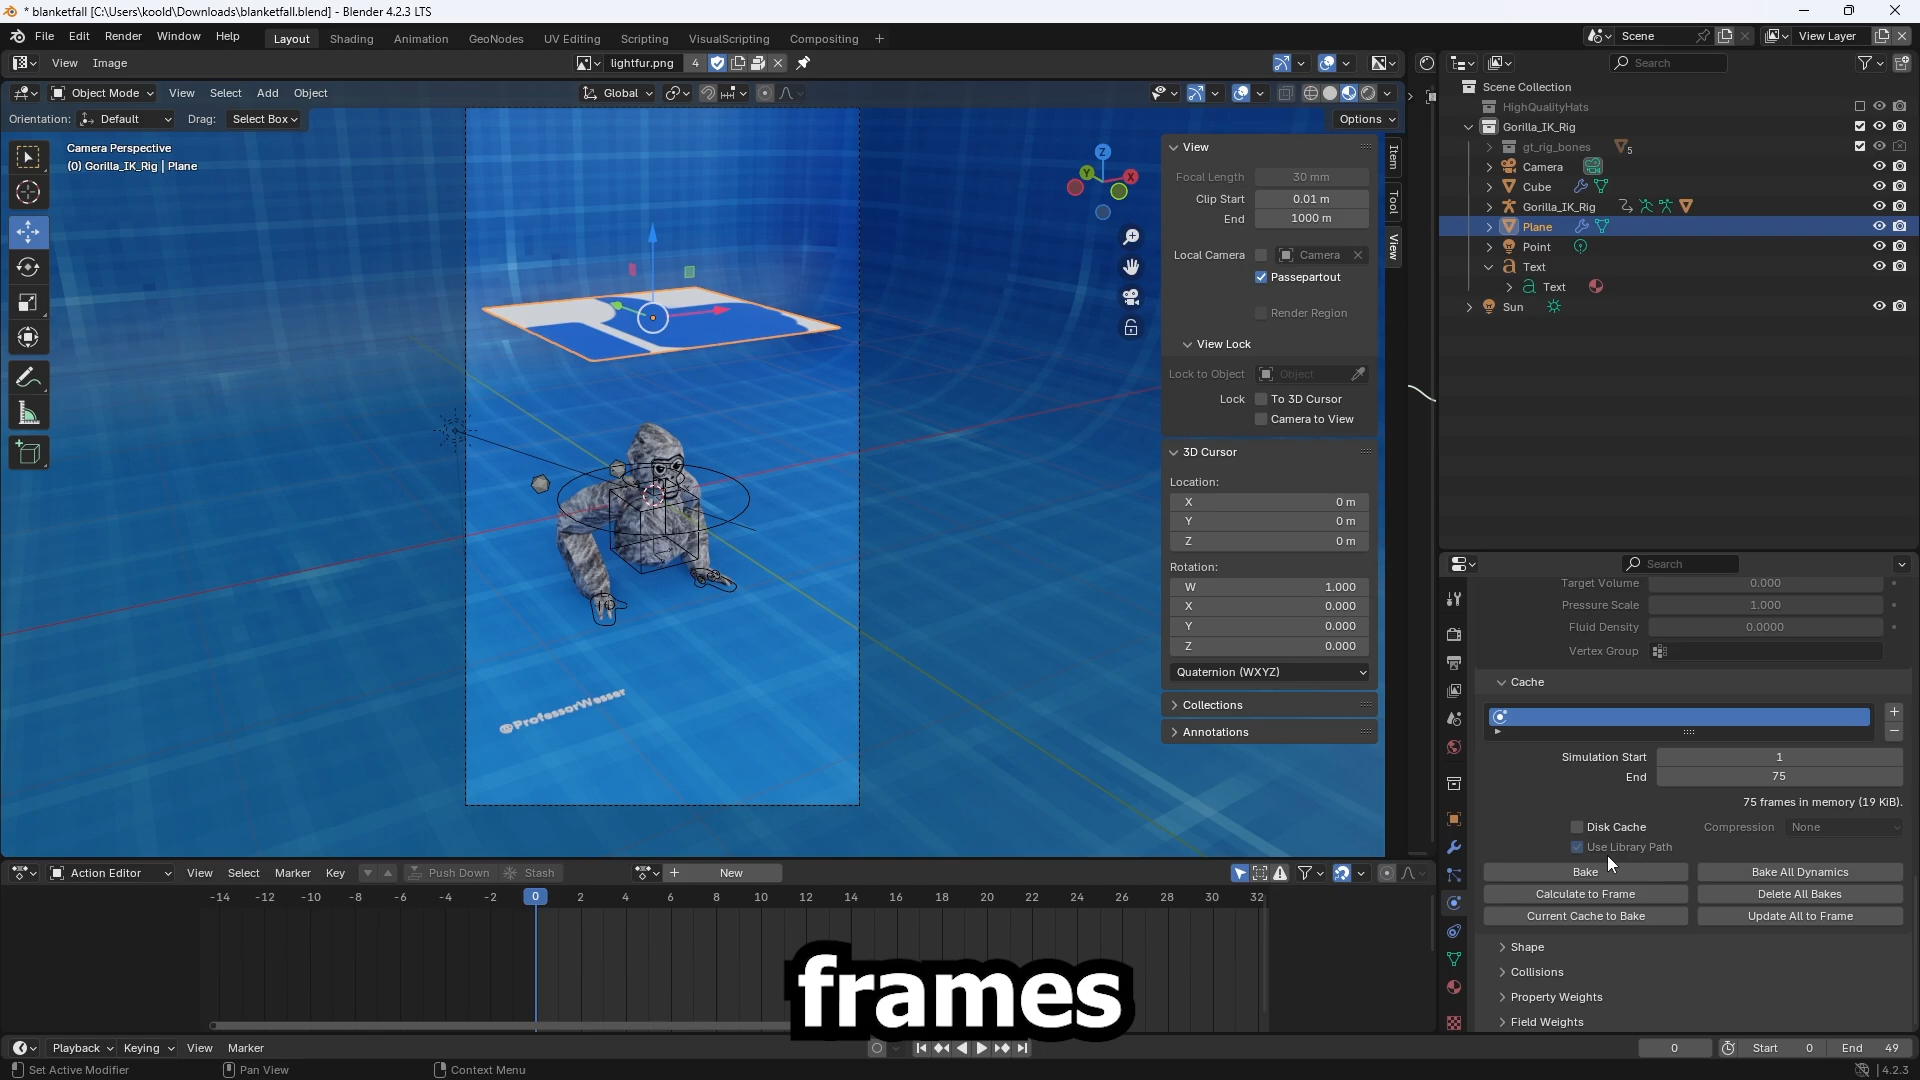 * blanketfall [C:\Users\koold\Downloads\blanketfall.blend] - Blender 4.2.3 LTS
File Edit Render Window Help Layout Shading Animation GeoNodes UV Editing Scripting VisualScripting Compositing + Scene View Layer
View Image lightfur.png 4 Search
Object Mode View Select Add Object Global
Orientation: Default Drag: Select Box Options
Camera Perspective
(0) Gorilla_IK_Rig | Plane
Z
Y
X
@ProfessorWesser
View
Focal Length 30 mm
Clip Start 0.01 m
End 1000 m
Local Camera Camera
Passepartout
Render Region
View Lock
Lock to Object Object
Lock To 3D Cursor
Camera to View
3D Cursor
Location:
X 0 m
Y 0 m
Z 0 m
Rotation:
W 1.000
X 0.000
Y 0.000
Z 0.000
Quaternion (WXYZ)
Collections
Annotations
Item
Tool
View
Scene Collection
HighQualityHats
Gorilla_IK_Rig
gt_rig_bones 5
Camera
Cube
Gorilla_IK_Rig
Plane
Point
Text
Text
Sun
Search
Target Volume 0.000
Pressure Scale 1.000
Fluid Density 0.0000
Vertex Group
Cache
Simulation Start 1
End 75
75 frames in memory (19 KiB).
Disk Cache Compression None
Use Library Path
Bake Bake All Dynamics
Calculate to Frame Delete All Bakes
Current Cache to Bake Update All to Frame
Shape
Collisions
Property Weights
Field Weights
Action Editor View Select Marker Key Push Down Stash + New
-14 -12 -10 -8 -6 -4 -2 0 2 4 6 8 10 12 14 16 18 20 22 24 26 28 30 32
frames
Playback Keying View Marker 0 Start 0 End 49
Set Active Modifier Pan View Context Menu 4.2.3